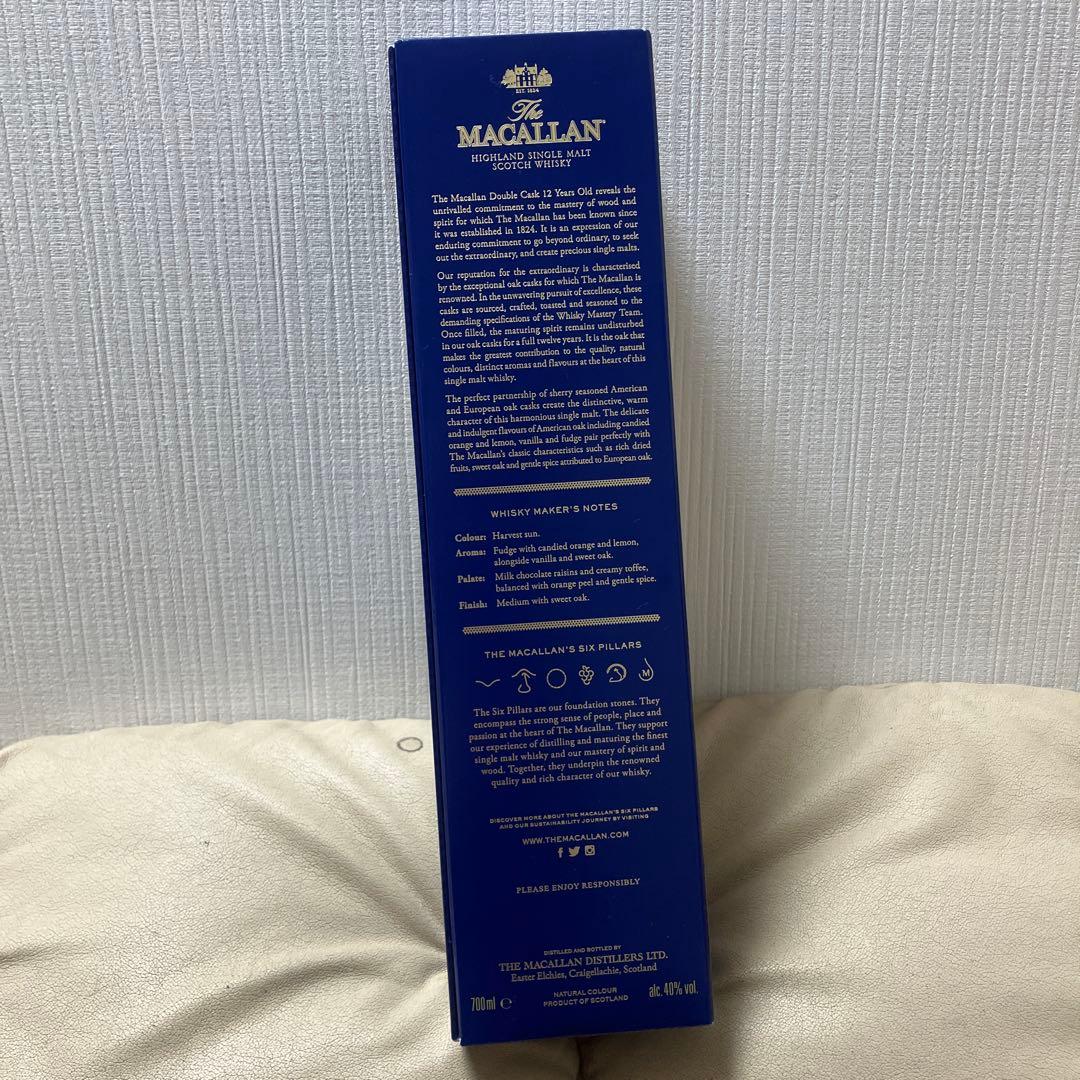 EST. 1824
The
MACALLAN
HIGHLAND SINGLE MALT
SCOTCH WHISKY
The Macallan Double Cask 12 Years Old reveals the
unrivalled commitment to the mastery of wood and
spirit for which The Macallan has been known since
it was established in 1824. It is an expression of our
enduring commitment to go beyond ordinary, to seek
out the extraordinary, and create precious single malts.
Our reputation for the extraordinary is characterised
by the exceptional oak casks for which The Macallan is
renowned. In the unwavering pursuit of excellence, these
casks are sourced, crafted, toasted and seasoned to the
demanding specifications of the Whisky Mastery Team.
Once filled, the maturing spirit remains undisturbed
in our oak casks for a full twelve years. It is the oak that
makes the greatest contribution to the quality, natural
colours, distinct aromas and flavours at the heart of this
single malt whisky.
The perfect partnership of sherry seasoned American
and European oak casks create the distinctive, warm
character of this harmonious single malt. The delicate
and indulgent flavours of American oak including candied
orange and lemon, vanilla and fudge pair perfectly with
The Macallan's classic characteristics such as rich dried
fruits, sweet oak and gentle spice attributed to European oak.
WHISKY MAKER'S NOTES
Colour: Harvest sun.
Aroma: Fudge with candied orange and lemon,
alongside vanilla and sweet oak.
Palate: Milk chocolate raisins and creamy toffee,
balanced with orange peel and gentle spice.
Finish: Medium with sweet oak.
THE MACALLAN'S SIX PILLARS
M
The Six Pillars are our foundation stones. They
encompass the strong sense of people, place and
passion at the heart of The Macallan. They support
our experience of distilling and maturing the finest
single malt whisky and our mastery of spirit and
wood. Together, they underpin the renowned
quality and rich character of our whisky.
DISCOVER MORE ABOUT THE MACALLAN'S SIX PILLARS
AND OUR SUSTAINABILITY JOURNEY BY VISITING
WWW.THEMACALLAN.COM
PLEASE ENJOY RESPONSIBLY
DISTILLED AND BOTTLED BY
THE MACALLAN DISTILLERS LTD.
Easter Elchies, Craigellachie, Scotland
700ml ℮ NATURAL COLOUR alc. 40% vol.
PRODUCT OF SCOTLAND